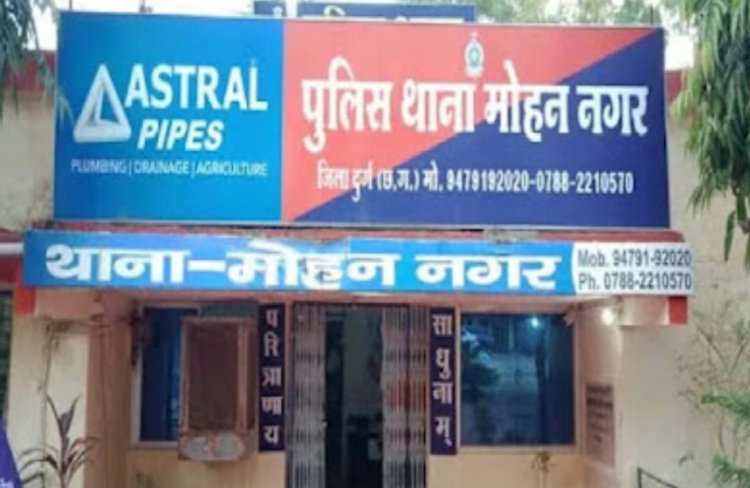 ASTRAL
PIPES
PLUMBING | DRAINAGE | AGRICULTURE
पुलिस थाना मोहन नगर
जिला दुर्ग (छ.ग.) मो. 9479192020-0788-2210570
थाना-मोहन नगर
Mob. 94791-92020
Ph. 0788-2210570
परित्राणाय
साधुनाम्